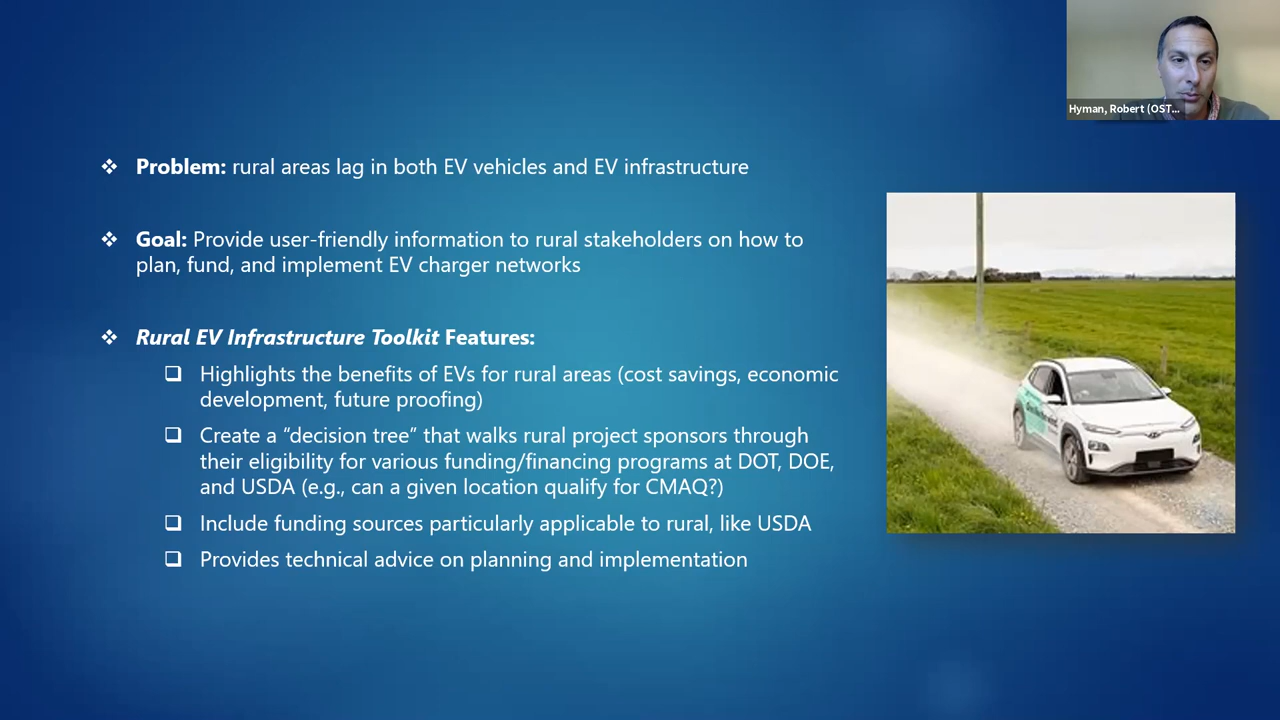 Hyman, Robert (OST...
❖ Problem: rural areas lag in both EV vehicles and EV infrastructure
❖ Goal: Provide user-friendly information to rural stakeholders on how to
plan, fund, and implement EV charger networks
❖ Rural EV Infrastructure Toolkit Features:
❑ Highlights the benefits of EVs for rural areas (cost savings, economic
development, future proofing)
❑ Create a “decision tree” that walks rural project sponsors through
their eligibility for various funding/financing programs at DOT, DOE,
and USDA (e.g., can a given location qualify for CMAQ?)
❑ Include funding sources particularly applicable to rural, like USDA
❑ Provides technical advice on planning and implementation